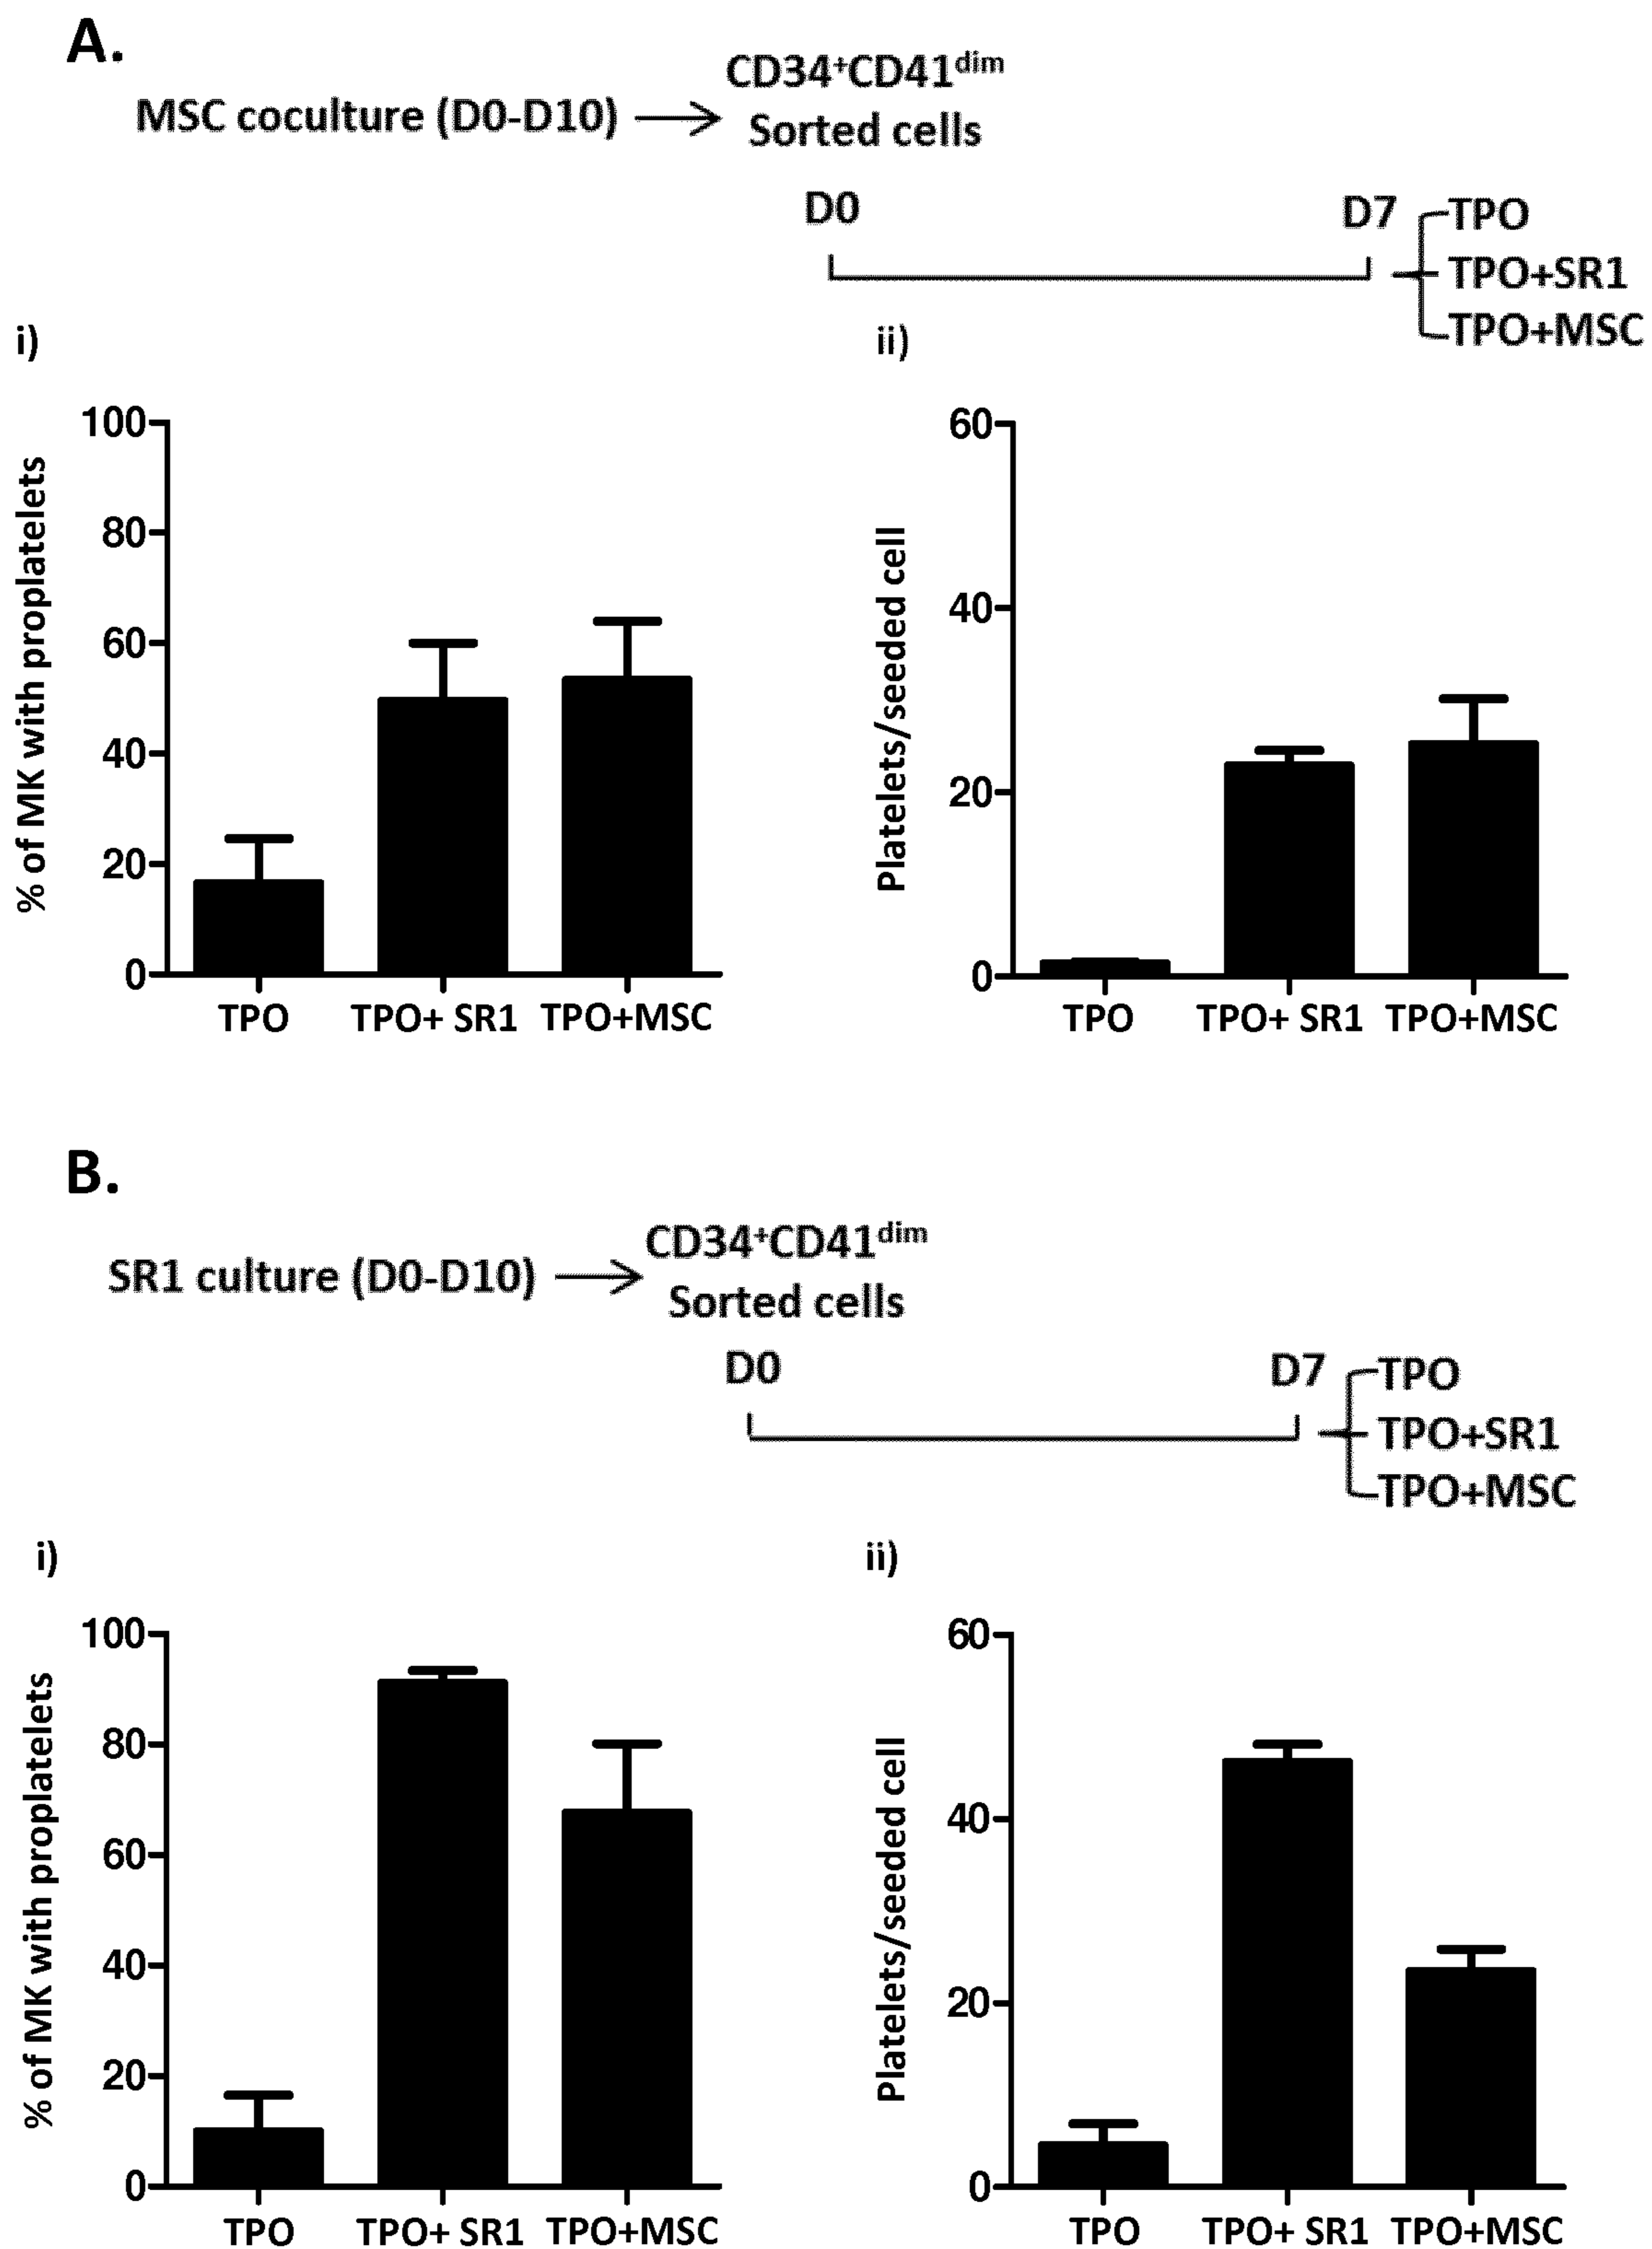 A.
MSC coculture (D0-D10)
CD34+CD41dim
Sorted cells
D0
D7
TPO
TPO+SR1
TPO+MSC
i)
% of MK with proplatelets
100
80
60
40
20
0
TPO
TPO+ SR1
TPO+MSC
ii)
Platelets/seeded cell
60
40
20
0
TPO
TPO+ SR1
TPO+MSC
B.
SR1 culture (D0-D10)
CD34+CD41dim
Sorted cells
D0
D7
TPO
TPO+SR1
TPO+MSC
i)
% of MK with proplatelets
100
80
60
40
20
0
TPO
TPO+ SR1
TPO+MSC
ii)
Platelets/seeded cell
60
40
20
0
TPO
TPO+ SR1
TPO+MSC